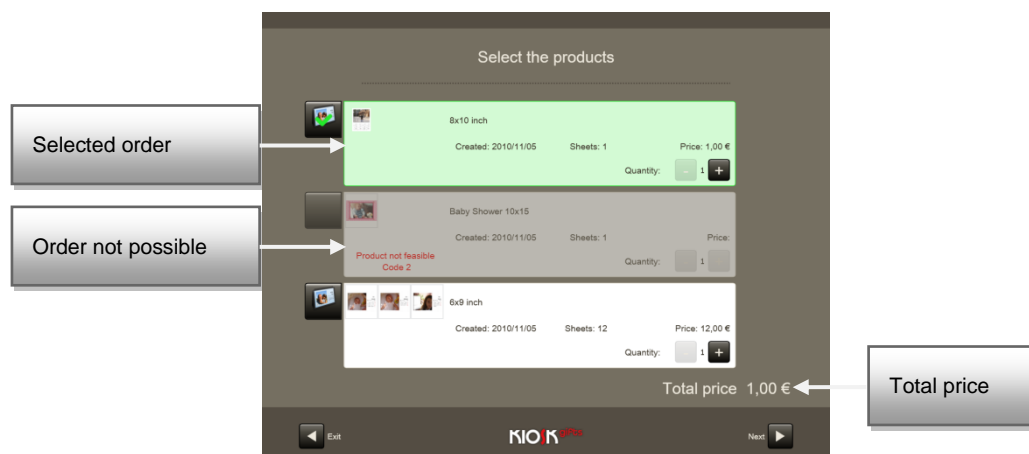 Select the products
Selected order
8x10 inch
Created: 2010/11/05 Sheets: 1 Price: 1,00 €
Quantity: - 1 +
Order not possible
Baby Shower 10x15
Created: 2010/11/05 Sheets: 1 Price:
Product not feasible
Code 2
Quantity: 1
6x9 inch
Created: 2010/11/05 Sheets: 12 Price: 12,00 €
Quantity: 1 +
Total price 1,00 €
Total price
Exit
KIOSK gifts
Next